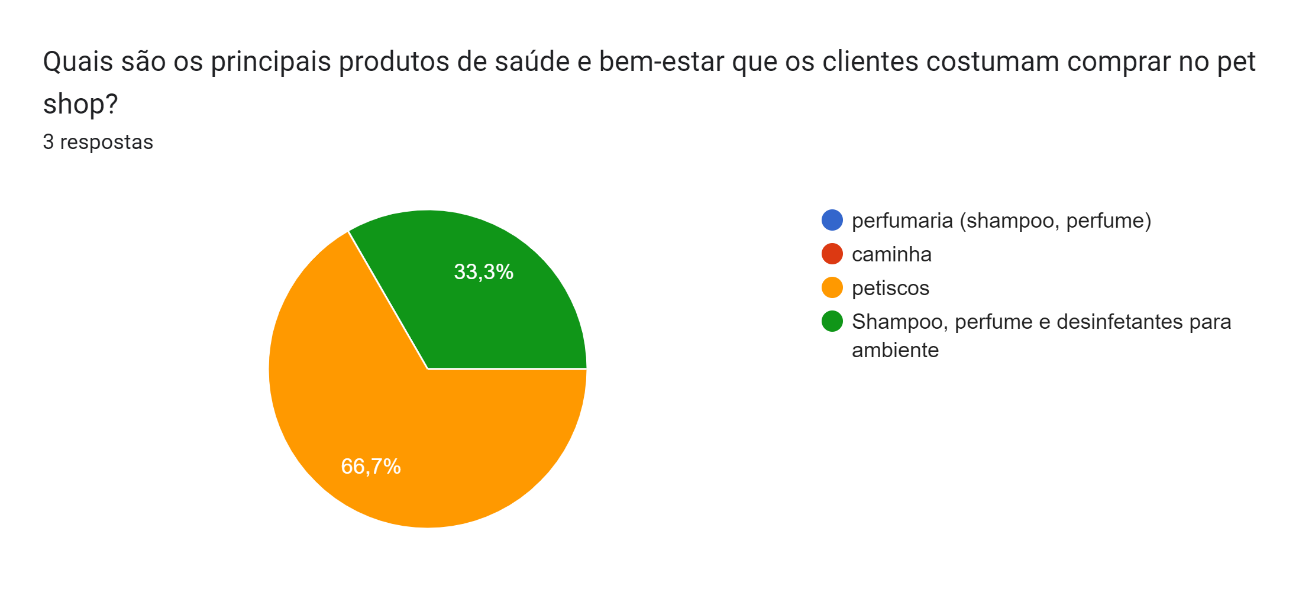 Quais são os principais produtos de saúde e bem-estar que os clientes costumam comprar no pet
shop?
3 respostas
33,3%
66,7%
perfumaria (shampoo, perfume)
caminha
petiscos
Shampoo, perfume e desinfetantes para
ambiente